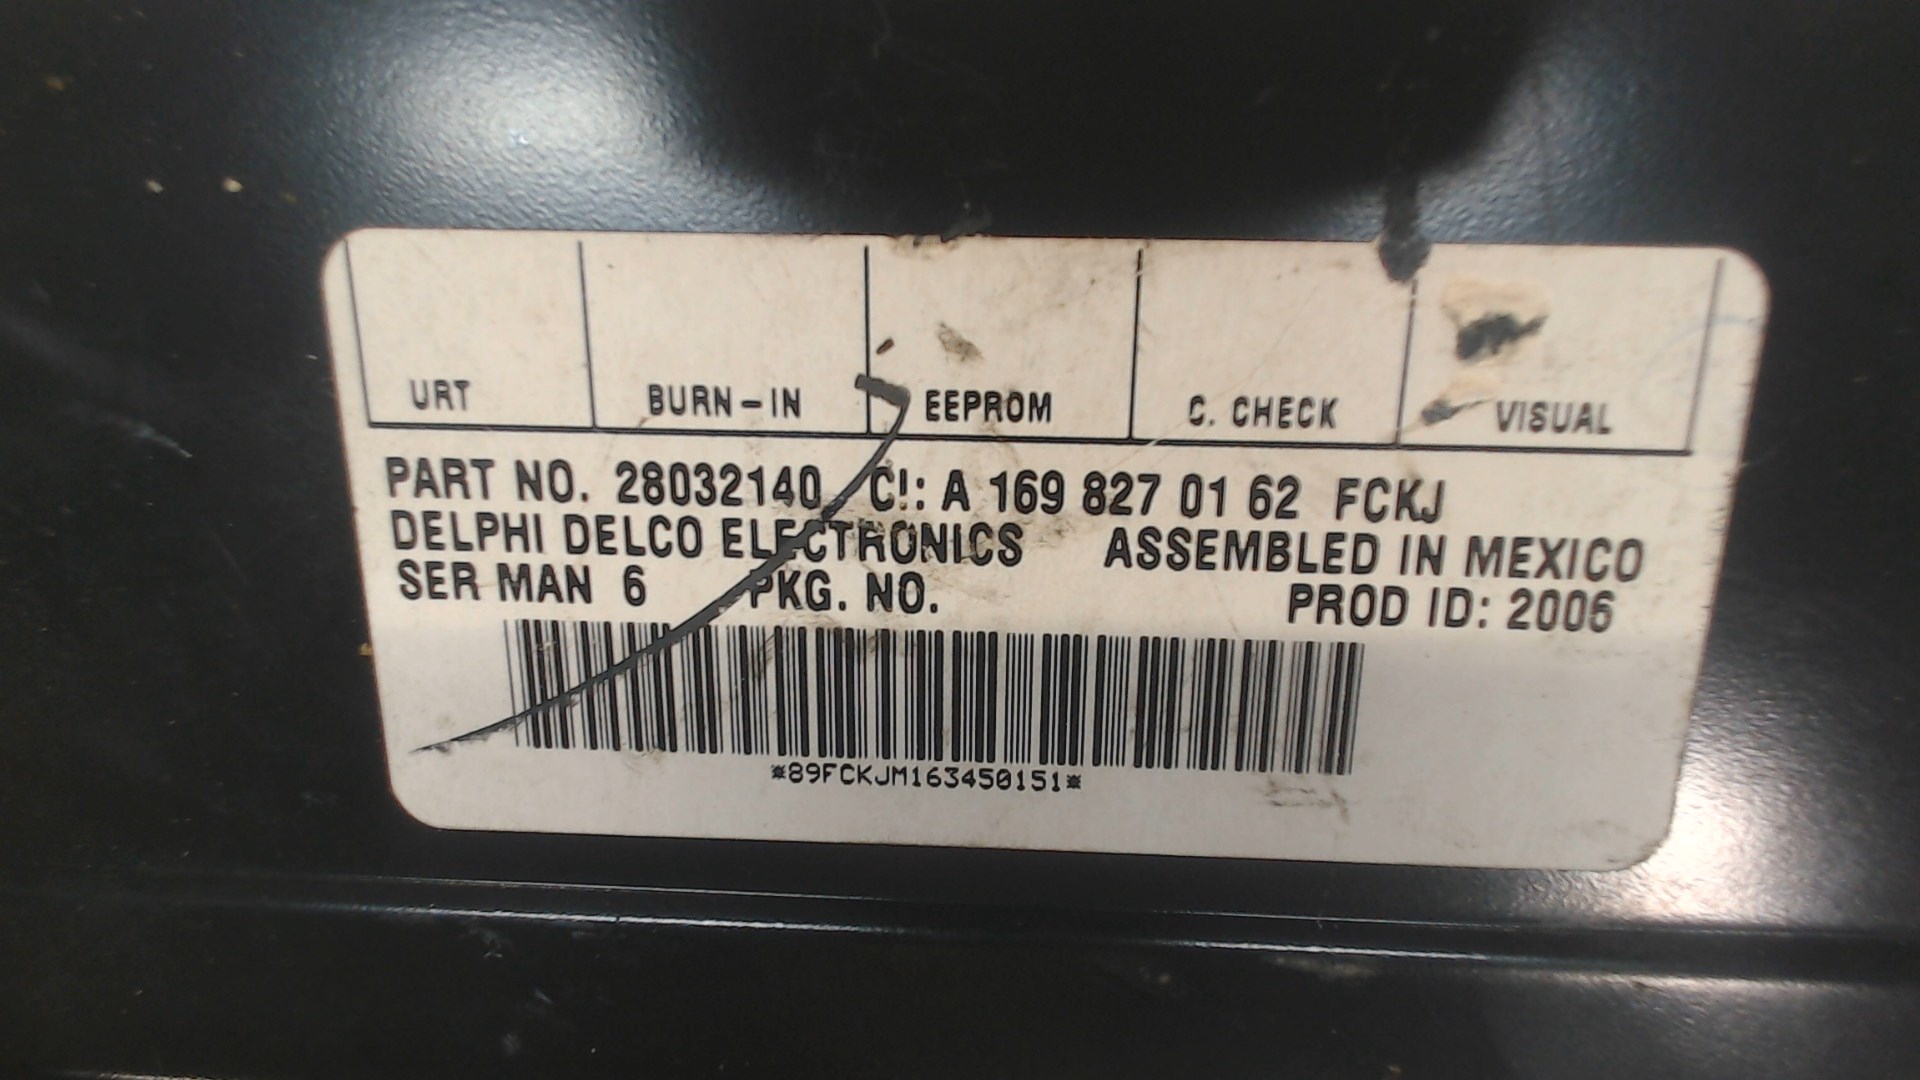 URT BURN-IN EEPROM C. CHECK VISUAL
PART NO. 28032140 C!: A 169 827 01 62 FCKJ
DELPHI DELCO ELECTRONICS ASSEMBLED IN MEXICO
SER MAN 6 PKG. NO. PROD ID: 2006
*89FCKJM163450151*